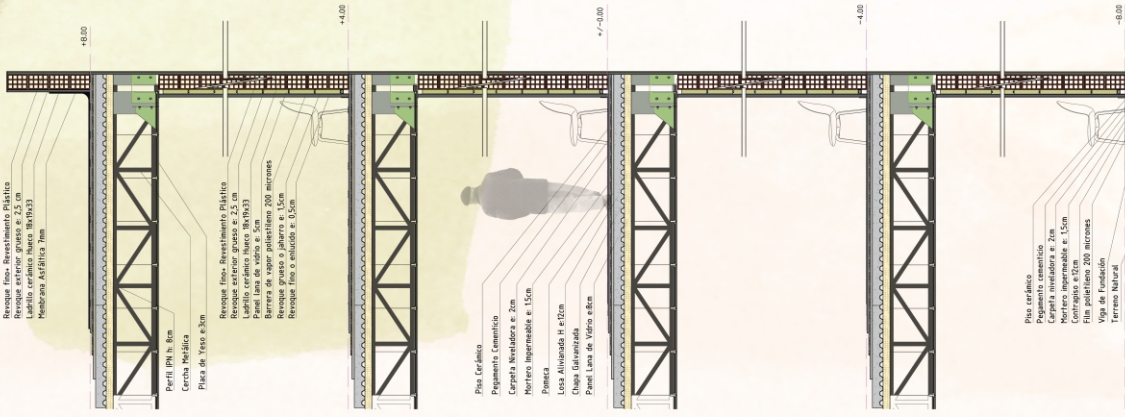 +8.00
+4.00
+/-0.00
-4.00
-8.00
Revoque fino+ Revestimiento Plástico
Revoque exterior grueso e: 2,5 cm
Ladrillo cerámico Hueco 18x19x33
Membrana Asfáltica 7mm
Perfil IPN h: 8cm
Cercha Metálica
Placa de Yeso e:3cm
Revoque fino+ Revestimiento Plástico
Revoque exterior grueso e: 2,5 cm
Ladrillo cerámico Hueco 18x19x33
Panel lana de vidrio e: 5cm
Barrera de vapor poliestileno 200 micrones
Revoque grueso o jaharro e: 1,5cm
Revoque fino o enlucido e: 0,5cm
Piso Cerámico
Pegamento Cementicio
Carpeta Niveladora e: 2cm
Mortero Impermeable e: 1.5cm
Pomeca
Losa Alivianada H e:12cm
Chapa Galvanizada
Panel Lana de Vidrio e:8cm
Piso cerámico
Pegamento cementicio
Carpeta niveladora e: 2cm
Mortero impermeable e: 1,5cm
Contrapiso e:12cm
Film polietileno 200 micrones
Viga de Fundación
Terreno Natural